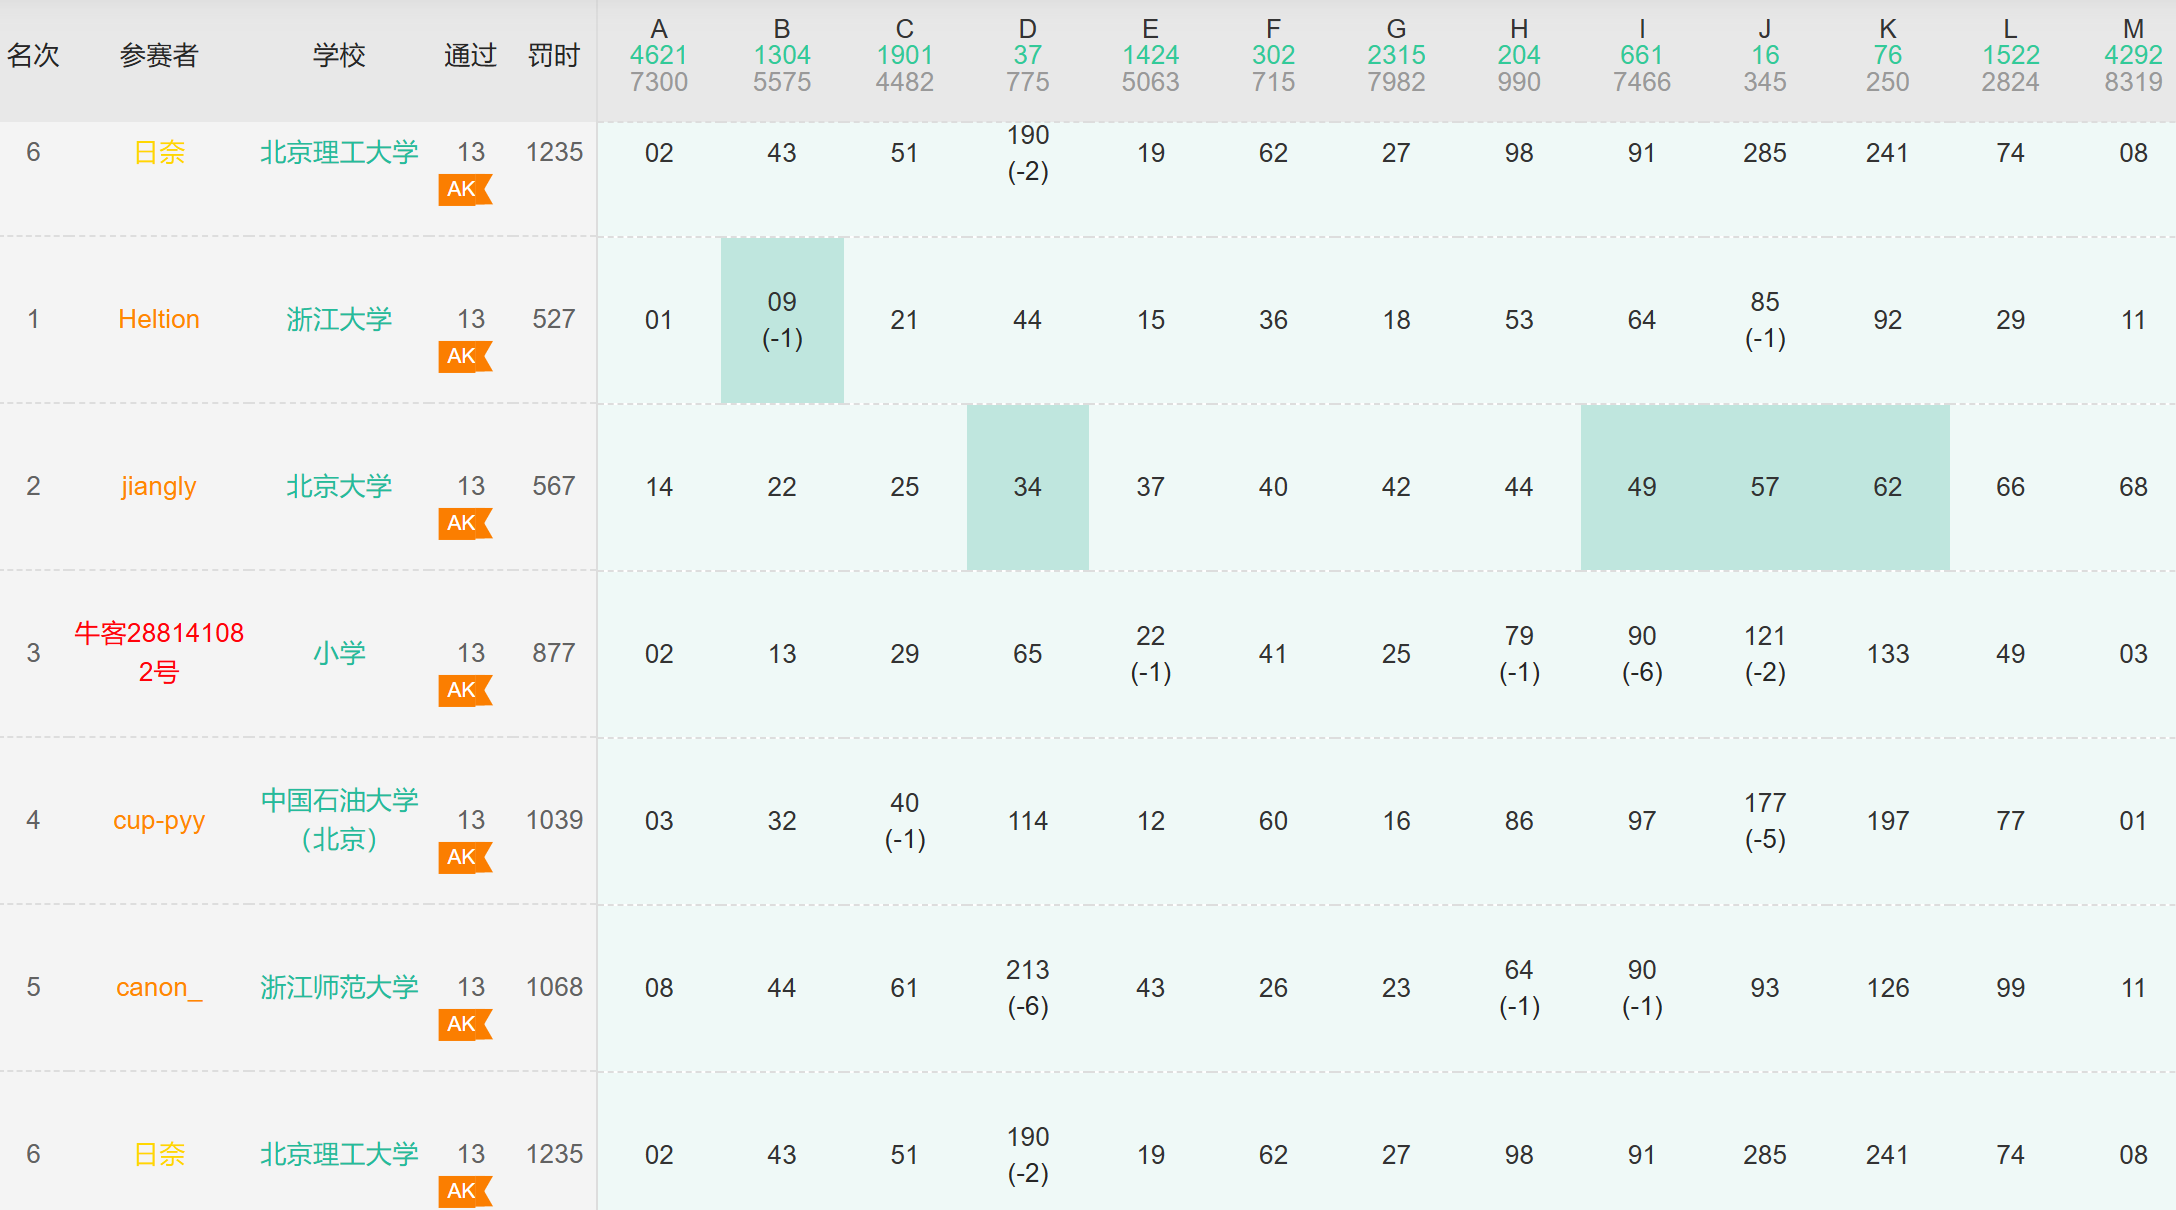 名次 参赛者 学校 通过 罚时 A B C D E F G H I J K L M
4621 1304 1901 37 1424 302 2315 204 661 16 76 1522 4292
7300 5575 4482 775 5063 715 7982 990 7466 345 250 2824 8319
6 日奈 北京理工大学 13 1235 02 43 51 190 19 62 27 98 91 285 241 74 08
AK (-2)
1 Heltion 浙江大学 13 527 01 09 21 44 15 36 18 53 64 85 92 29 11
AK (-1) (-1)
2 jiangly 北京大学 13 567 14 22 25 34 37 40 42 44 49 57 62 66 68
AK
3 牛客28814108 小学 13 877 02 13 29 65 22 41 25 79 90 121 133 49 03
2号 AK (-1) (-1) (-6) (-2)
4 cup-pyy 中国石油大学 13 1039 03 32 40 114 12 60 16 86 97 177 197 77 01
（北京） AK (-1) (-5)
5 canon_ 浙江师范大学 13 1068 08 44 61 213 43 26 23 64 90 93 126 99 11
AK (-6) (-1) (-1)
6 日奈 北京理工大学 13 1235 02 43 51 190 19 62 27 98 91 285 241 74 08
AK (-2)